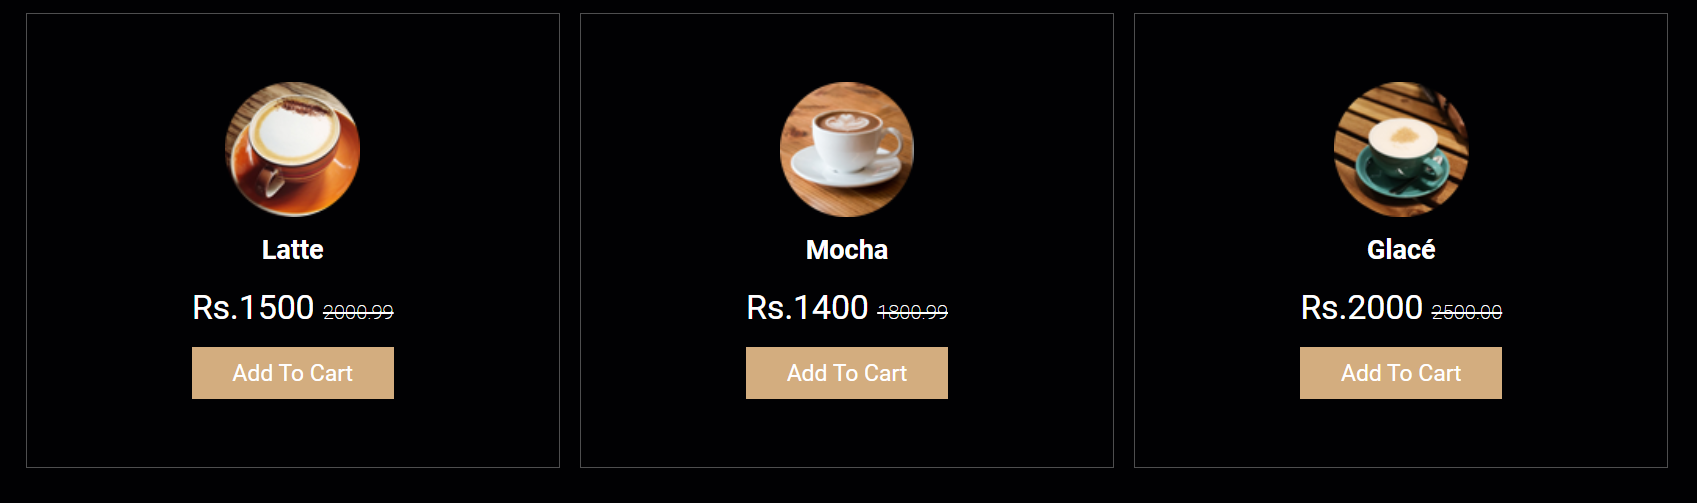 Latte
Rs.1500 2000.99
Add To Cart
Mocha
Rs.1400 1800.99
Add To Cart
Glacé
Rs.2000 2500.00
Add To Cart